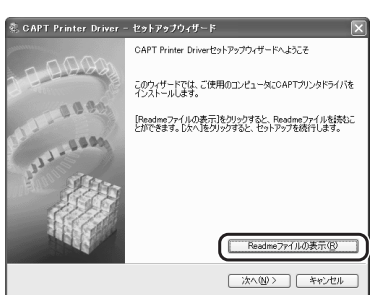 CAPT Printer Driver - セットアップウィザード
CAPT Printer Driverセットアップウィザードへようこそ
このウィザードでは、ご使用のコンピュータにCAPTプリンタドライバを
インストールします。
[Readmeファイルの表示]をクリックすると、Readmeファイルを読むこ
とができます。[次へ]をクリックすると、セットアップを続行します。
Readmeファイルの表示(R)
次へ(N) >
キャンセル